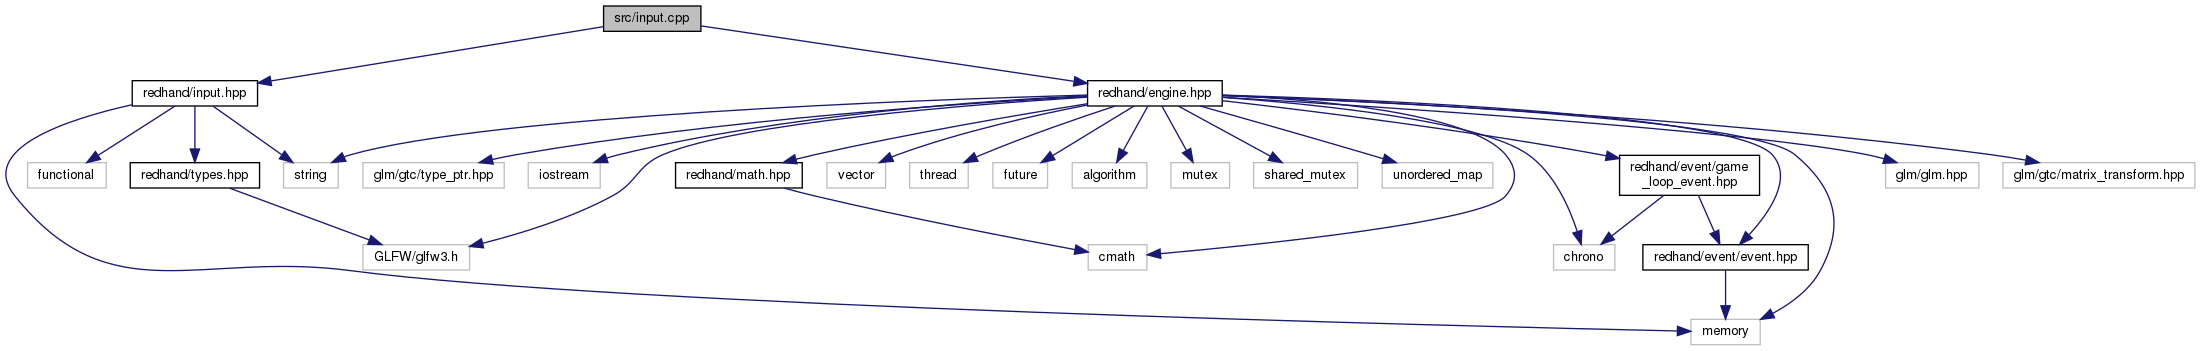 src/input.cpp
redhand/input.hpp
redhand/engine.hpp
functional
redhand/types.hpp
string
glm/gtc/type_ptr.hpp
iostream
redhand/math.hpp
vector
thread
future
algorithm
mutex
shared_mutex
unordered_map
redhand/event/game
_loop_event.hpp
glm/glm.hpp
glm/gtc/matrix_transform.hpp
GLFW/glfw3.h
cmath
chrono
redhand/event/event.hpp
memory